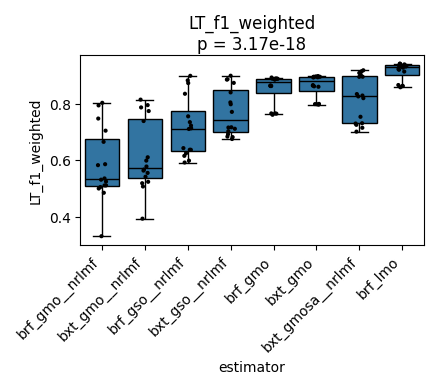 LT_f1_weighted
p = 3.17e-18
LT_f1_weighted
0.8
0.6
0.4
brf_gmo__nrlmf
bxt_gmo__nrlmf
brf_gso__nrlmf
bxt_gso__nrlmf
brf_gmo
bxt_gmo
bxt_gmosa__nrlmf
brf_lmo
estimator